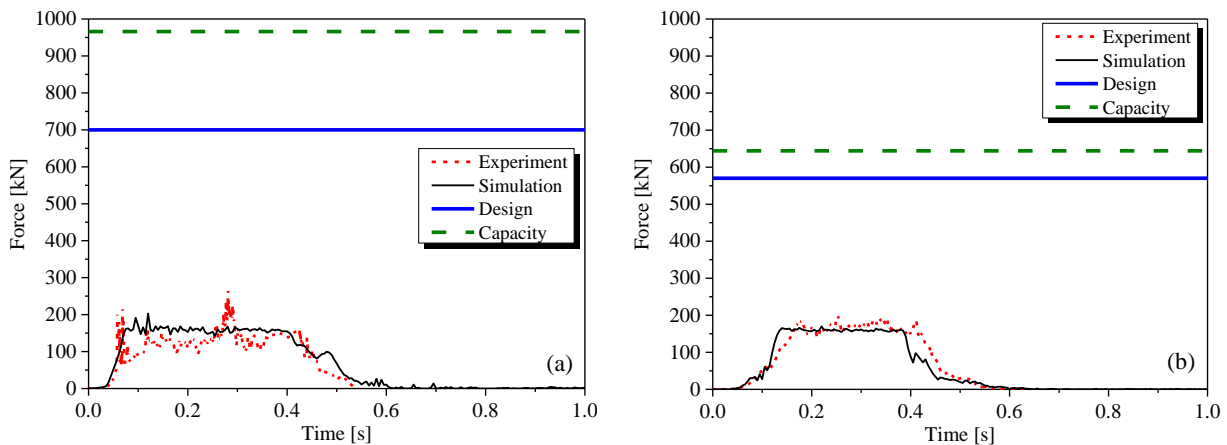 1000
900
800
700
600
500
400
300
200
100
0
0.0 0.2 0.4 0.6 0.8 1.0
Force [kN]
Time [s]
Experiment
Simulation
Design
Capacity
(a)
1000
900
800
700
600
500
400
300
200
100
0
0.0 0.2 0.4 0.6 0.8 1.0
Force [kN]
Time [s]
Experiment
Simulation
Design
Capacity
(b)